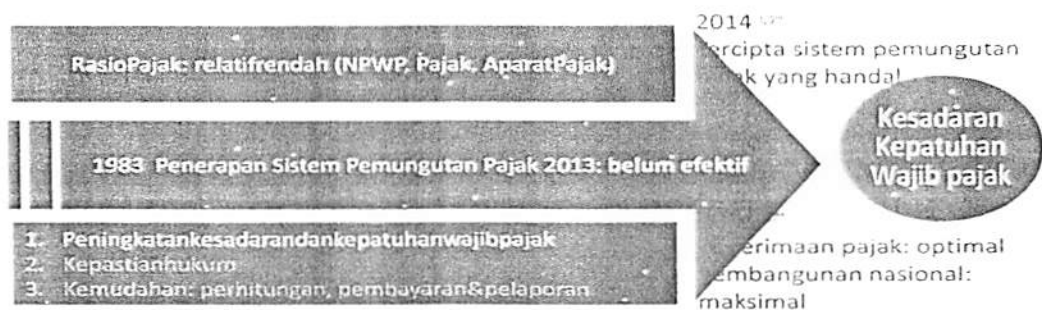 2014
ercipta sistem pemungutan
ak yang handal
RasioPajak: relatifrendah (NPWP, Pajak, AparatPajak)
Kesadaran
Kepatuhan
Wajib pajak
1983 Penerapan Sistem Pemungutan Pajak 2013: belum efektif
1. Peningkatankesadarandankepatuhanwajibpajak
2. Kepastianhukum
3. Kemudahan: perhitungan, pembayaran&pelaporan
erimaan pajak: optimal
embangunan nasional:
maksimal